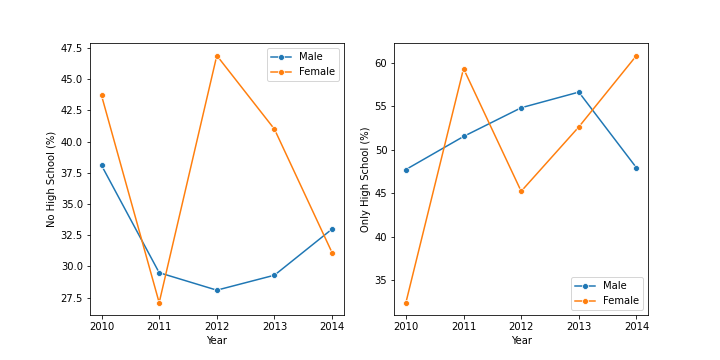 47.5
45.0
42.5
40.0
37.5
35.0
32.5
30.0
27.5
No High School (%)
2010 2011 2012 2013 2014
Year
Male
Female
60
55
50
45
40
35
Only High School (%)
2010 2011 2012 2013 2014
Year
Male
Female